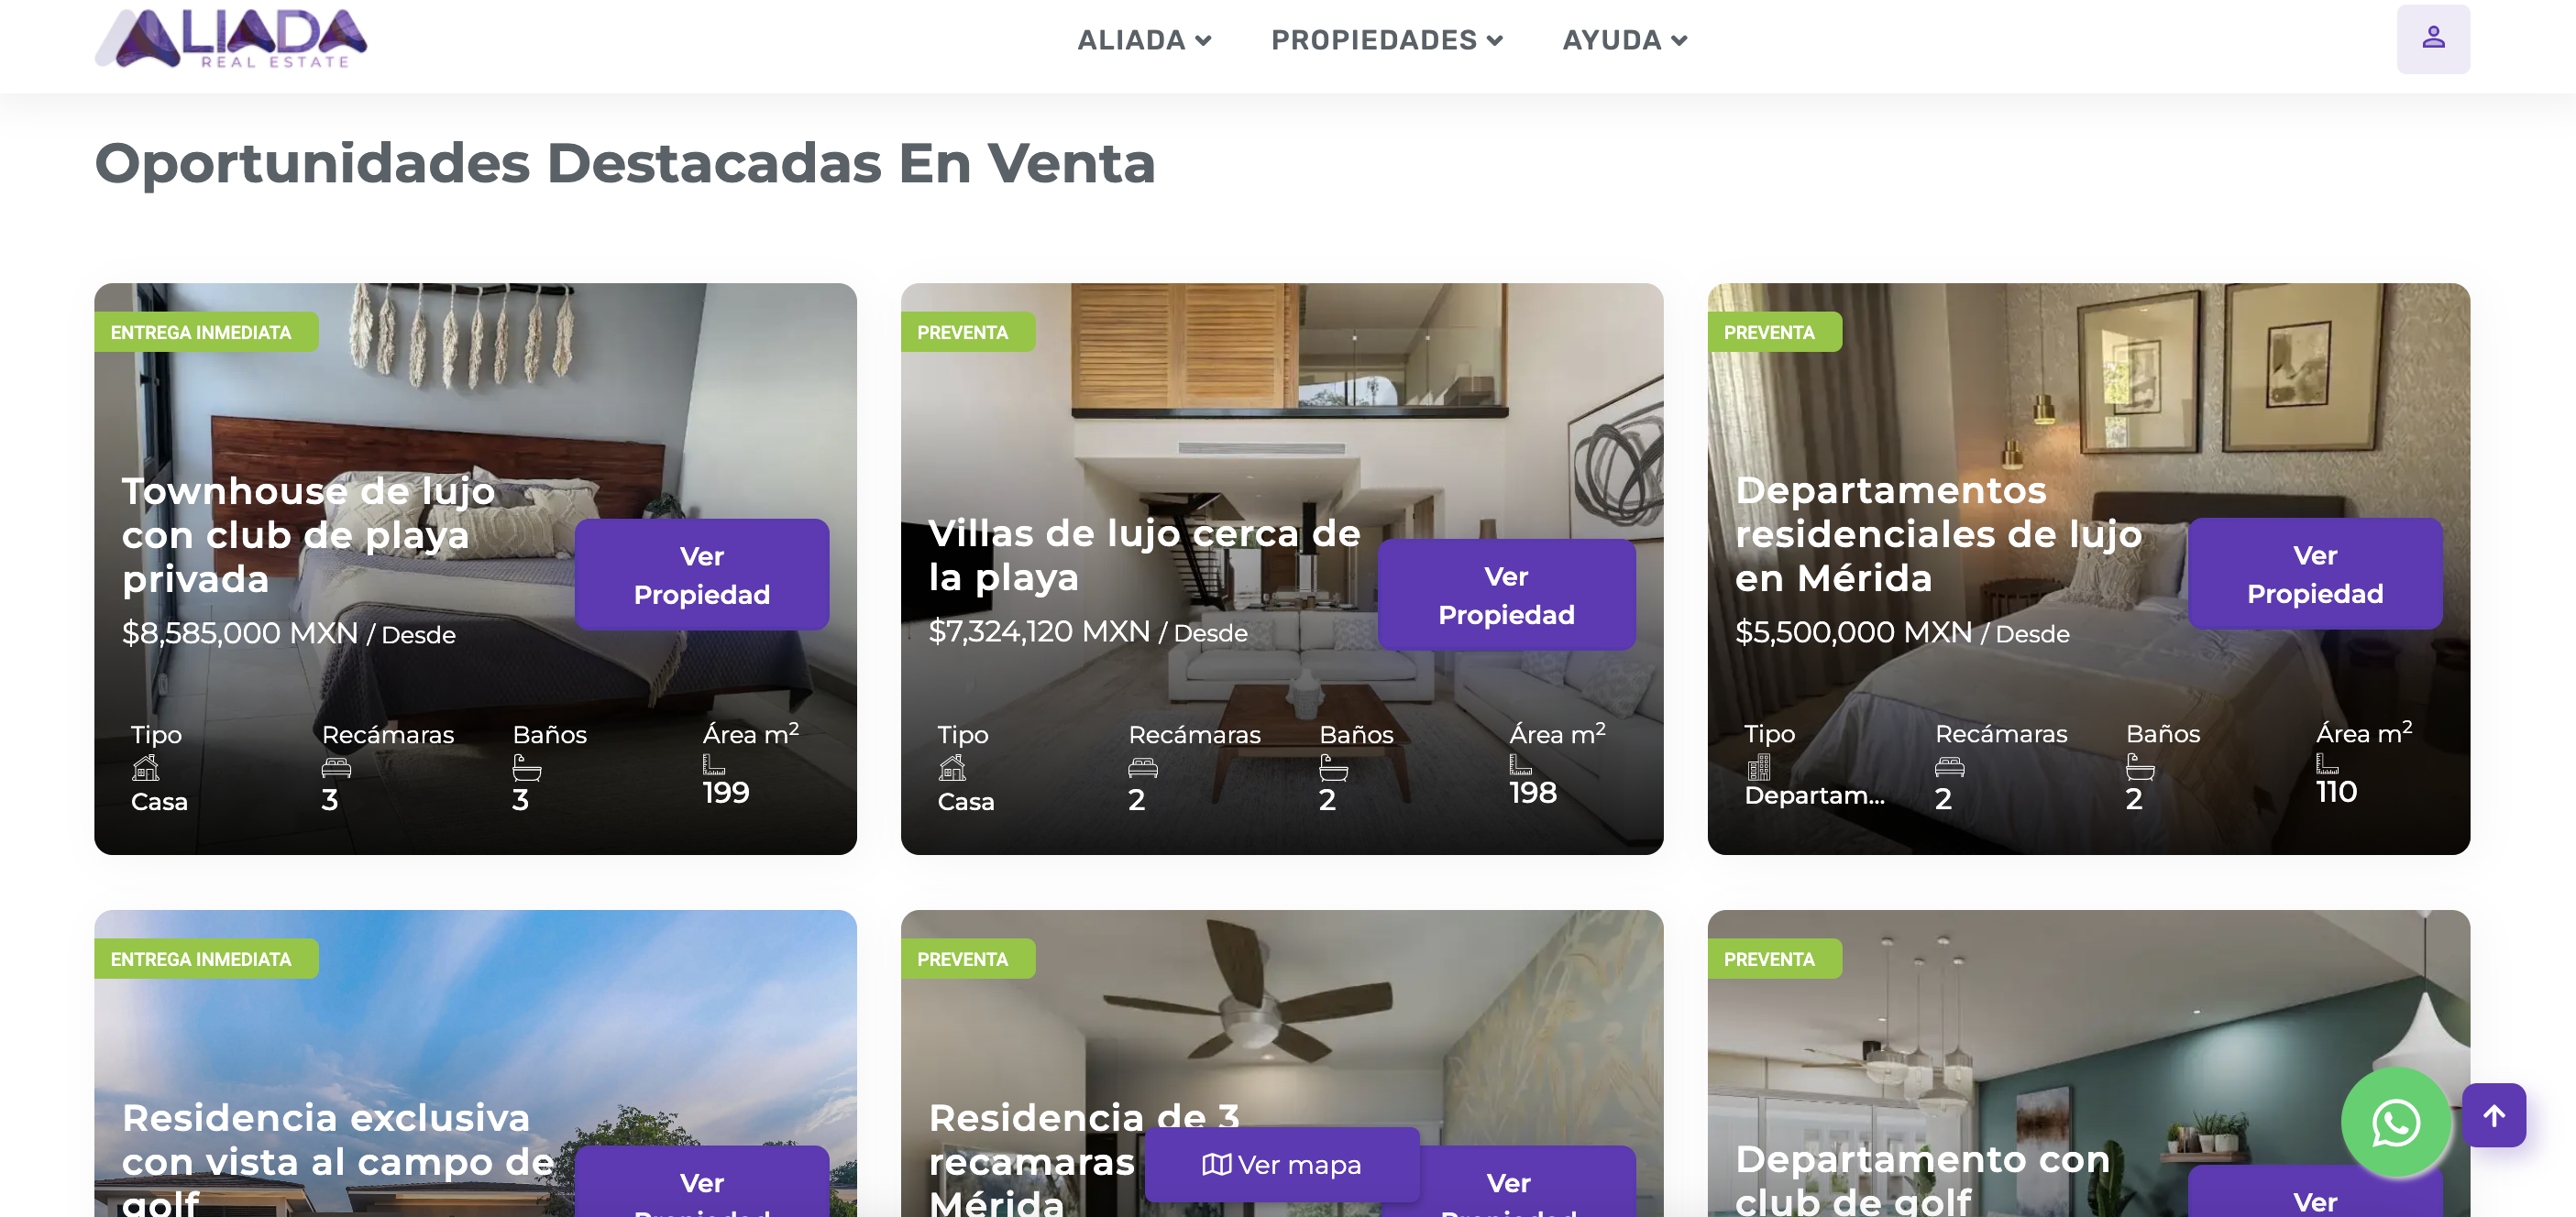 ALIADA
REAL ESTATE
ALIADA
PROPIEDADES
AYUDA
Oportunidades Destacadas En Venta
ENTREGA INMEDIATA
Townhouse de lujo
con club de playa
privada
$8,585,000 MXN / Desde
Ver
Propiedad
Tipo
Casa
Recámaras
3
Baños
3
Área m²
199
PREVENTA
Villas de lujo cerca de
la playa
$7,324,120 MXN / Desde
Ver
Propiedad
Tipo
Casa
Recámaras
2
Baños
2
Área m²
198
PREVENTA
Departamentos
residenciales de lujo
en Mérida
$5,500,000 MXN / Desde
Ver
Propiedad
Tipo
Departam...
Recámaras
2
Baños
2
Área m²
110
ENTREGA INMEDIATA
Residencia exclusiva
con vista al campo de
golf
Ver
Propiedad
PREVENTA
Residencia de 3
recamaras
Mérida
Ver mapa
Ver
Propiedad
PREVENTA
Departamento con
club de golf
Ver